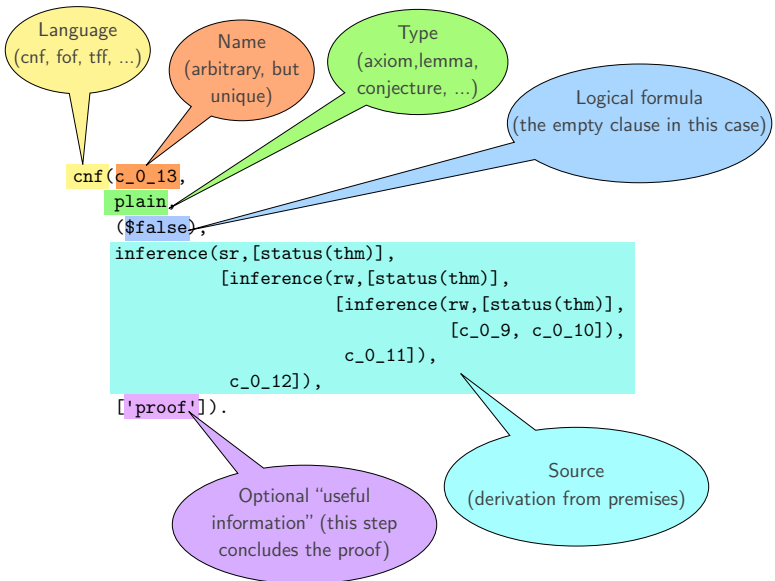 Language
(cnf, fof, tff, ...)
Name
(arbitrary, but
unique)
Type
(axiom,lemma,
conjecture, ...)
Logical formula
(the empty clause in this case)
cnf(c_0_13,
plain,
($false),
inference(sr,[status(thm)],
[inference(rw,[status(thm)],
[inference(rw,[status(thm)],
[c_0_9, c_0_10]),
c_0_11]),
c_0_12]),
['proof']).
Optional “useful
information” (this step
concludes the proof)
Source
(derivation from premises)